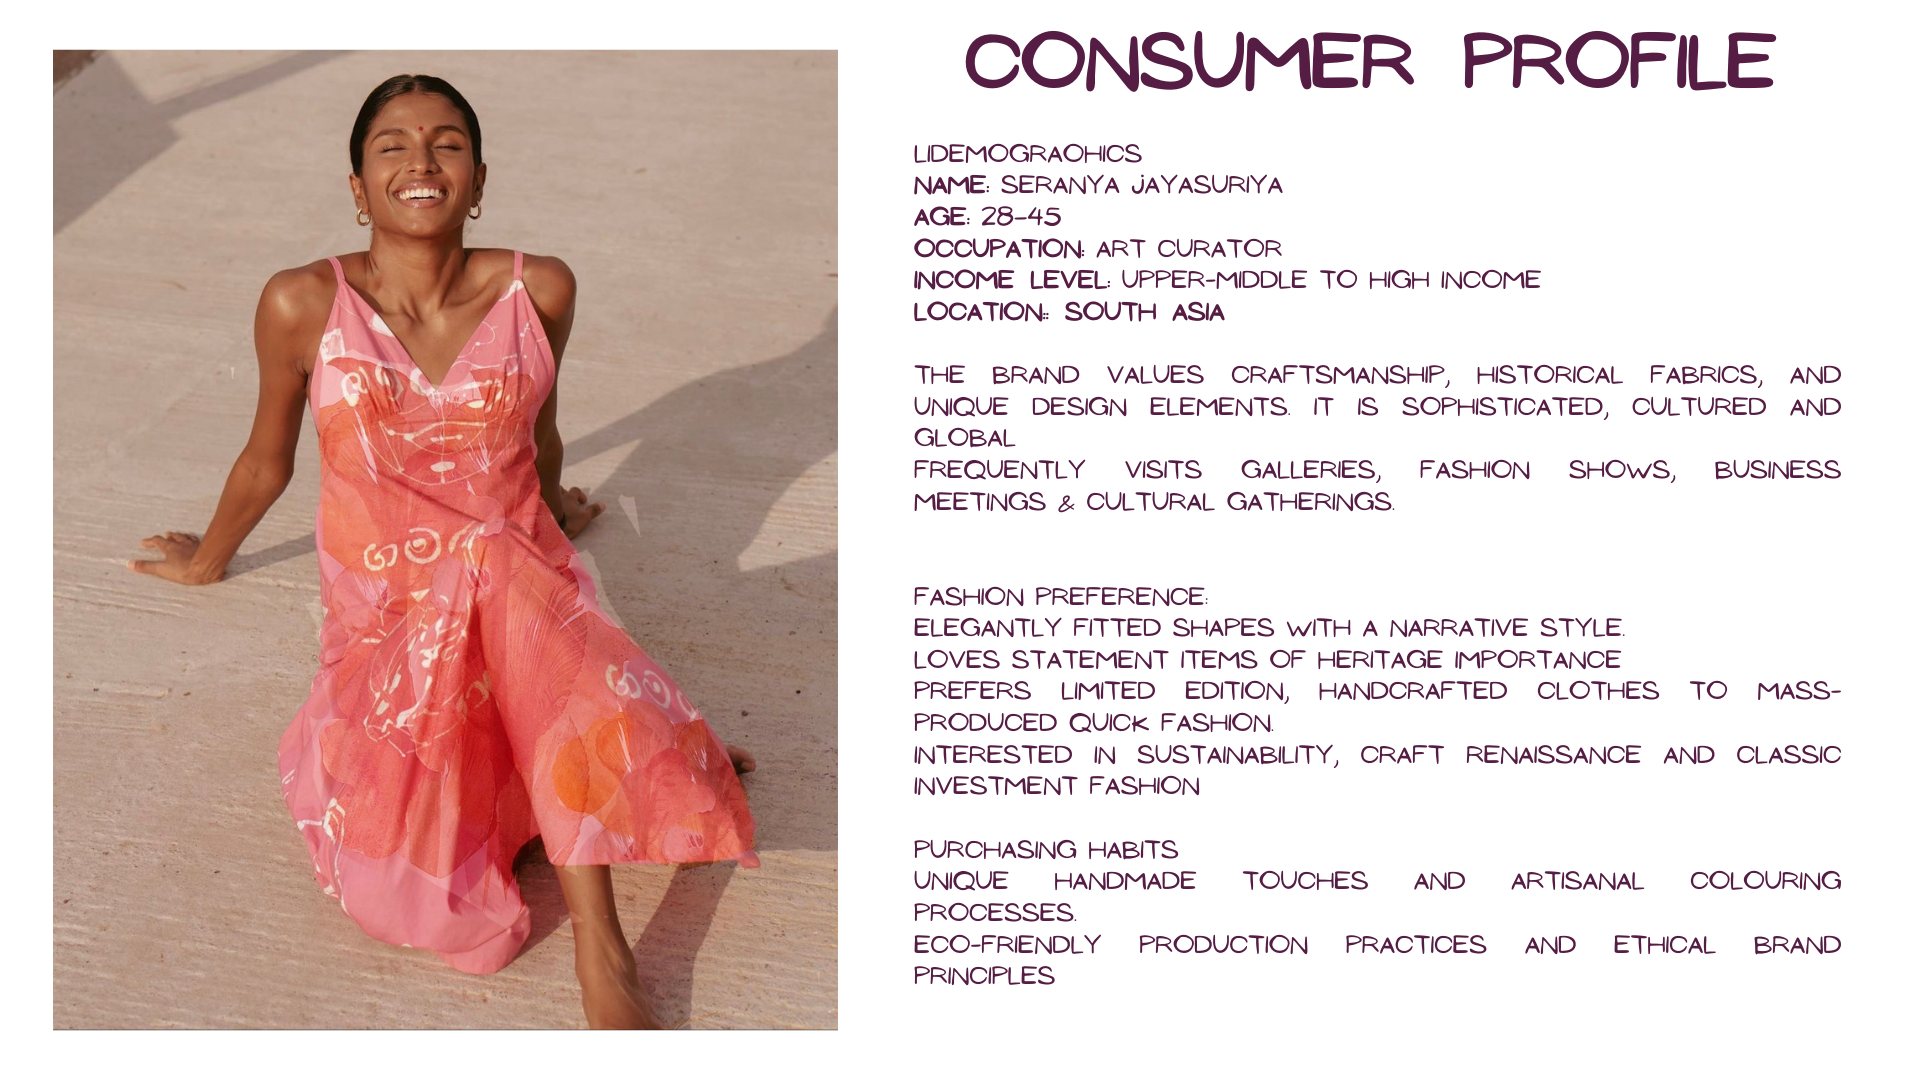 CONSUMER PROFILE
LIDEMOGRAOHICS
NAME: SERANYA JAYASURIYA
AGE: 28-45
OCCUPATION: ART CURATOR
INCOME LEVEL: UPPER-MIDDLE TO HIGH INCOME
LOCATION:: SOUTH ASIA
THE BRAND VALUES CRAFTSMANSHIP, HISTORICAL FABRICS, AND
UNIQUE DESIGN ELEMENTS. IT IS SOPHISTICATED, CULTURED AND
GLOBAL
FREQUENTLY VISITS GALLERIES, FASHION SHOWS, BUSINESS
MEETINGS & CULTURAL GATHERINGS.
FASHION PREFERENCE:
ELEGANTLY FITTED SHAPES WITH A NARRATIVE STYLE.
LOVES STATEMENT ITEMS OF HERITAGE IMPORTANCE
PREFERS LIMITED EDITION, HANDCRAFTED CLOTHES TO MASS-
PRODUCED QUICK FASHION.
INTERESTED IN SUSTAINABILITY, CRAFT RENAISSANCE AND CLASSIC
INVESTMENT FASHION
PURCHASING HABITS
UNIQUE HANDMADE TOUCHES AND ARTISANAL COLOURING
PROCESSES.
ECO-FRIENDLY PRODUCTION PRACTICES AND ETHICAL BRAND
PRINCIPLES